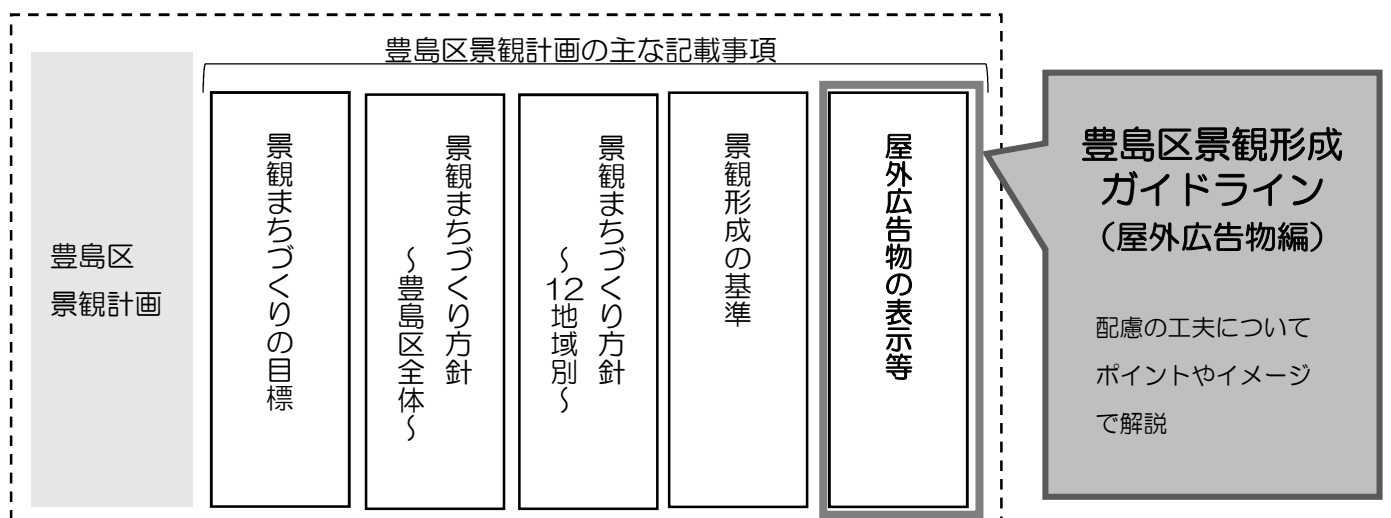 豊島区景観計画の主な記載事項
豊島区
景観計画
景観まちづくりの目標
景観まちづくり方針
～豊島区全体～
景観まちづくり方針
～12地域別～
景観形成の基準
屋外広告物の表示等
豊島区景観形成
ガイドライン
（屋外広告物編）
配慮の工夫について
ポイントやイメージ
で解説